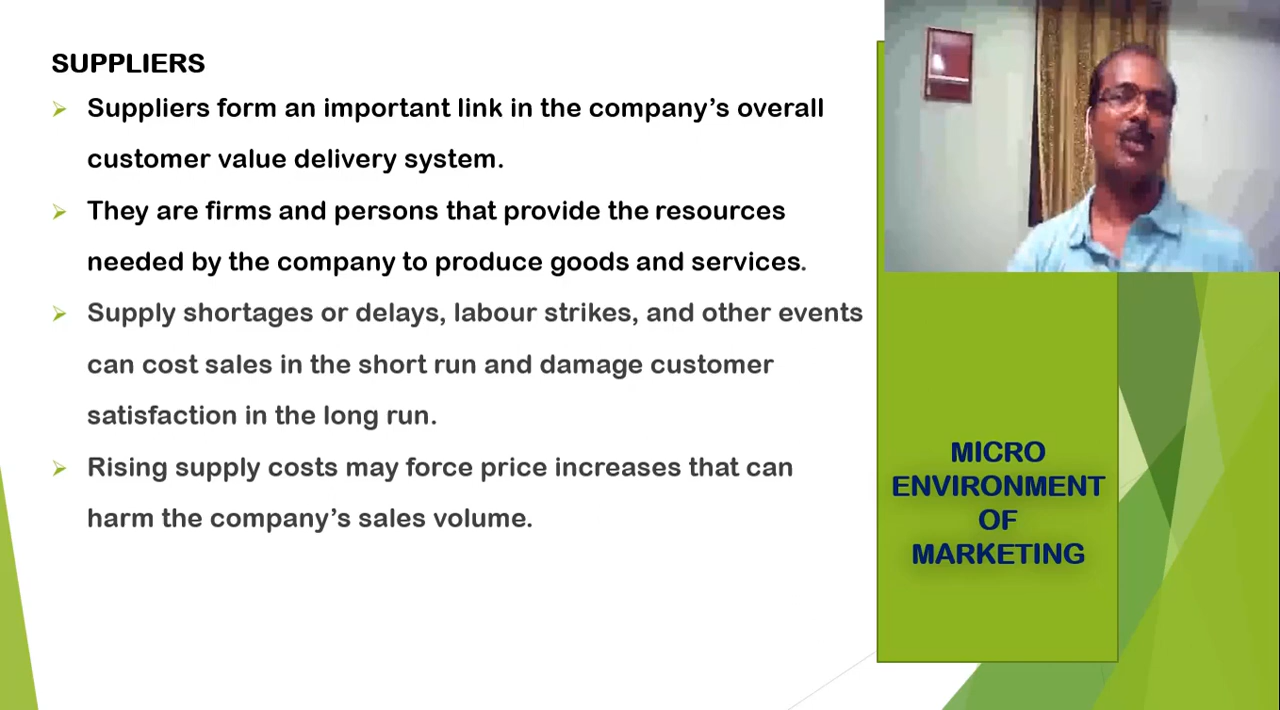 SUPPLIERS
Suppliers form an important link in the company’s overall
customer value delivery system.
They are firms and persons that provide the resources
needed by the company to produce goods and services.
Supply shortages or delays, labour strikes, and other events
can cost sales in the short run and damage customer
satisfaction in the long run.
Rising supply costs may force price increases that can
harm the company’s sales volume.
MICRO
ENVIRONMENT
OF
MARKETING